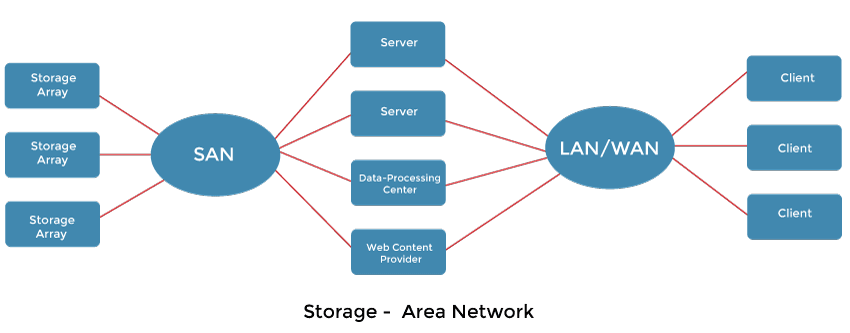 Storage
Array
Storage
Array
Storage
Array
SAN
Server
Server
Data-Processing
Center
Web Content
Provider
LAN/WAN
Client
Client
Client
Storage - Area Network